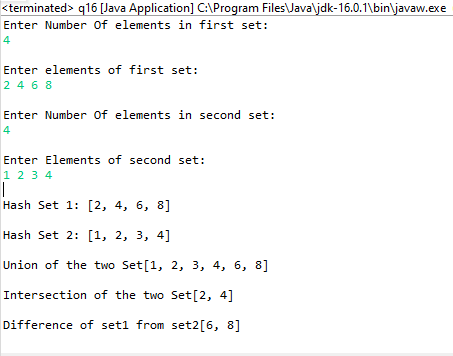 <terminated> q16 [Java Application] C:\Program Files\Java\jdk-16.0.1\bin\javaw.exe
Enter Number Of elements in first set:
4
Enter elements of first set:
2 4 6 8
Enter Number Of elements in second set:
4
Enter Elements of second set:
1 2 3 4
Hash Set 1: [2, 4, 6, 8]
Hash Set 2: [1, 2, 3, 4]
Union of the two Set[1, 2, 3, 4, 6, 8]
Intersection of the two Set[2, 4]
Difference of set1 from set2[6, 8]